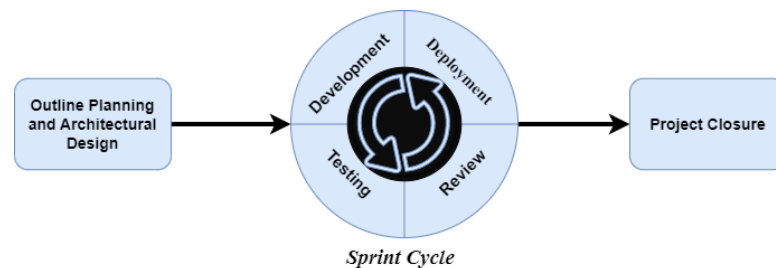 Outline Planning
and Architectural
Design
Development
Deployment
Testing
Review
Project Closure
Sprint Cycle